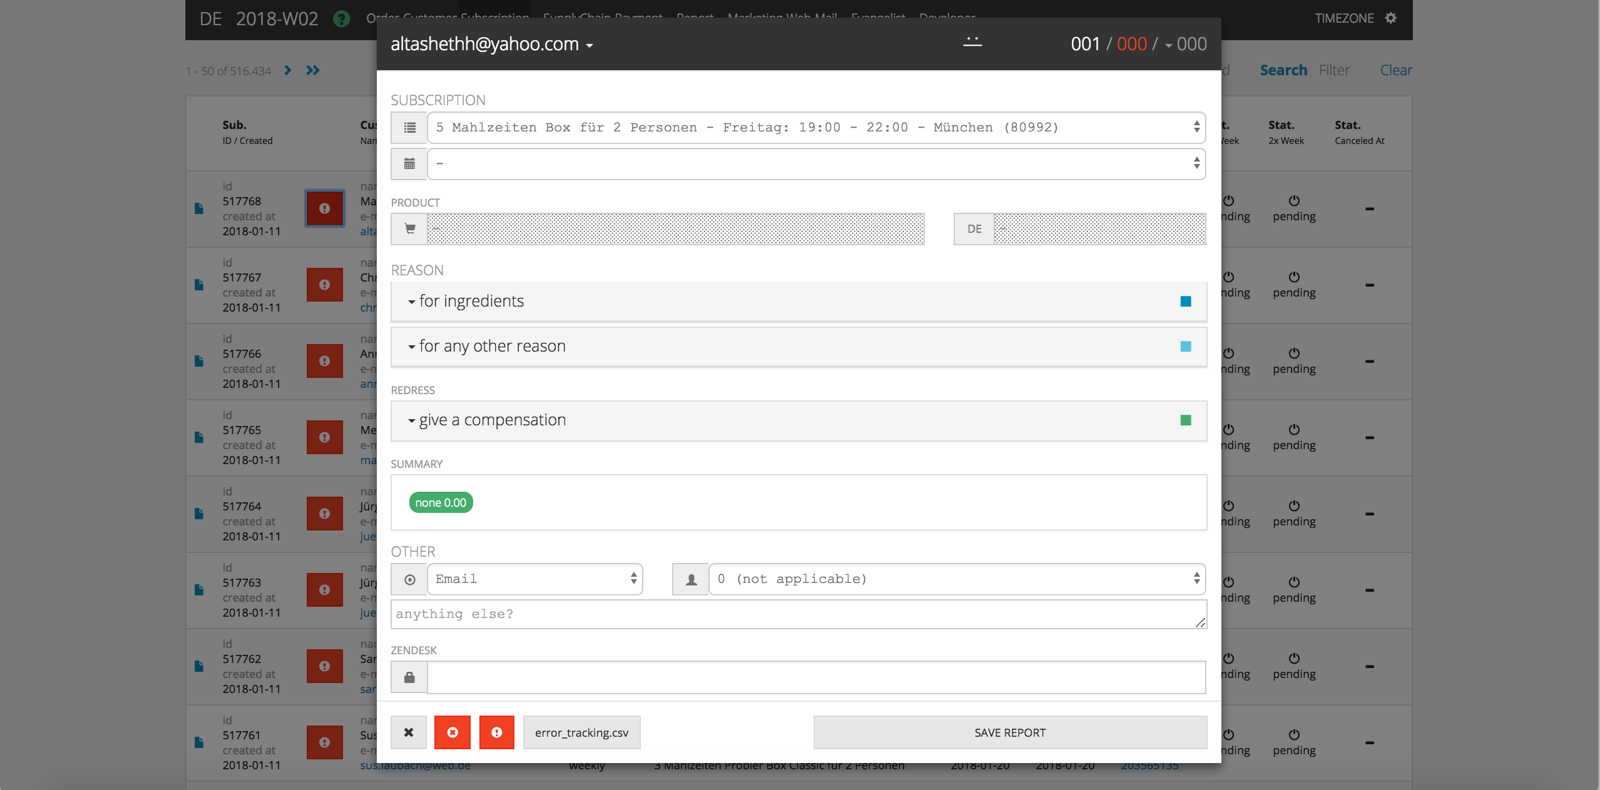 DE 2018-W02 ? Order Customer Subscription SupplyChain Payment Report Marketing Web Mail Evangelist Developer TIMEZONE
altashethh@yahoo.com
001 / 000 / 000
1 - 50 of 516.434
Search Filter Clear
SUBSCRIPTION
5 Mahlzeiten Box für 2 Personen - Freitag: 19:00 - 22:00 - München (80992)
-
PRODUCT
-
DE -
REASON
for ingredients
for any other reason
REDRESS
give a compensation
SUMMARY
none 0.00
OTHER
Email
0 (not applicable)
anything else?
ZENDESK
error_tracking.csv
SAVE REPORT
Sub.
ID / Created
Stat.
2x Week
Stat.
Canceled At
id
517768
created at
2018-01-11
pending
id
517767
created at
2018-01-11
pending
id
517766
created at
2018-01-11
pending
id
517765
created at
2018-01-11
pending
id
517764
created at
2018-01-11
pending
id
517763
created at
2018-01-11
pending
id
517762
created at
2018-01-11
pending
id
517761
created at
2018-01-11
pending
sus.laubach@web.de weekly 3 Mahlzeiten Probier Box Classic für 2 Personen 2018-01-20 2018-01-20 203565135